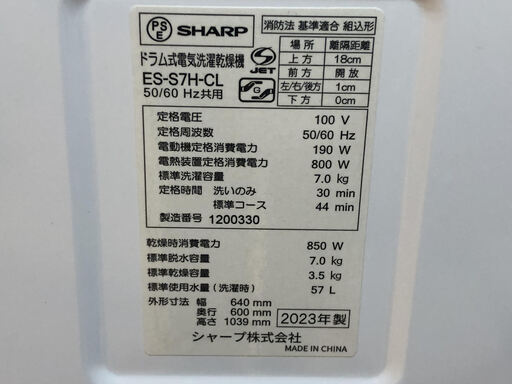 PS
E
SHARP
ドラム式電気洗濯乾燥機
ES-S7H-CL
50/60 Hz共用
JET
G
消防法 基準適合 組込形
場所 離隔距離
上方 18cm
前方 開放
左/右/後方 1cm
下方 0cm
定格電圧 100 V
定格周波数 50/60 Hz
電動機定格消費電力 190 W
電熱装置定格消費電力 800 W
標準洗濯容量 7.0 kg
定格時間 洗いのみ 30 min
標準コース 44 min
製造番号 1200330
乾燥時消費電力 850 W
標準脱水容量 7.0 kg
標準乾燥容量 3.5 kg
標準使用水量(洗濯時) 57 L
外形寸法 幅 640 mm
奥行 600 mm
高さ 1039 mm
2023年製
シャープ株式会社
MADE IN CHINA